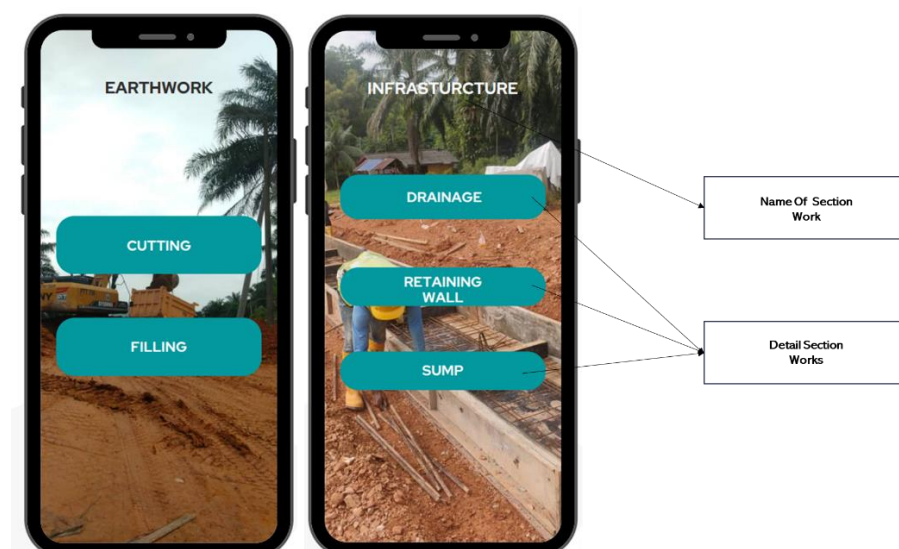 EARTHWORK
CUTTING
FILLING
INFRASTURCTURE
DRAINAGE
RETAINING
WALL
SUMP
Name Of Section
Work
Detail Section
Works